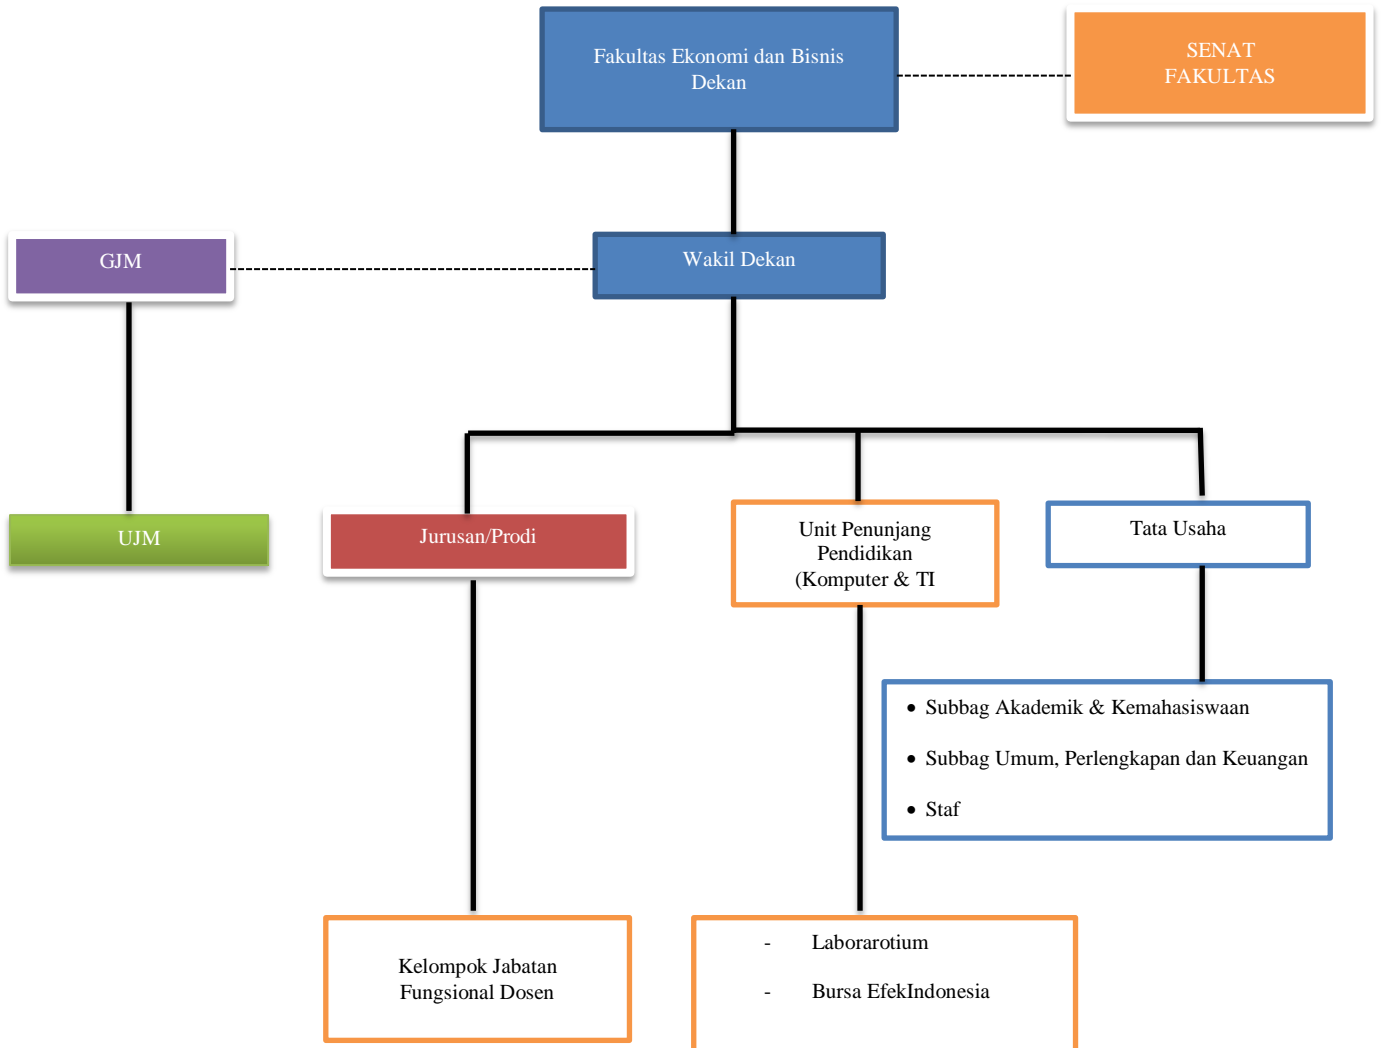 Fakultas Ekonomi dan Bisnis
Dekan
SENAT
FAKULTAS
GJM
Wakil Dekan
UJM
Jurusan/Prodi
Unit Penunjang
Pendidikan
(Komputer & TI
Tata Usaha
• Subbag Akademik & Kemahasiswaan
• Subbag Umum, Perlengkapan dan Keuangan
• Staf
Kelompok Jabatan
Fungsional Dosen
- Laborarotium
- Bursa EfekIndonesia